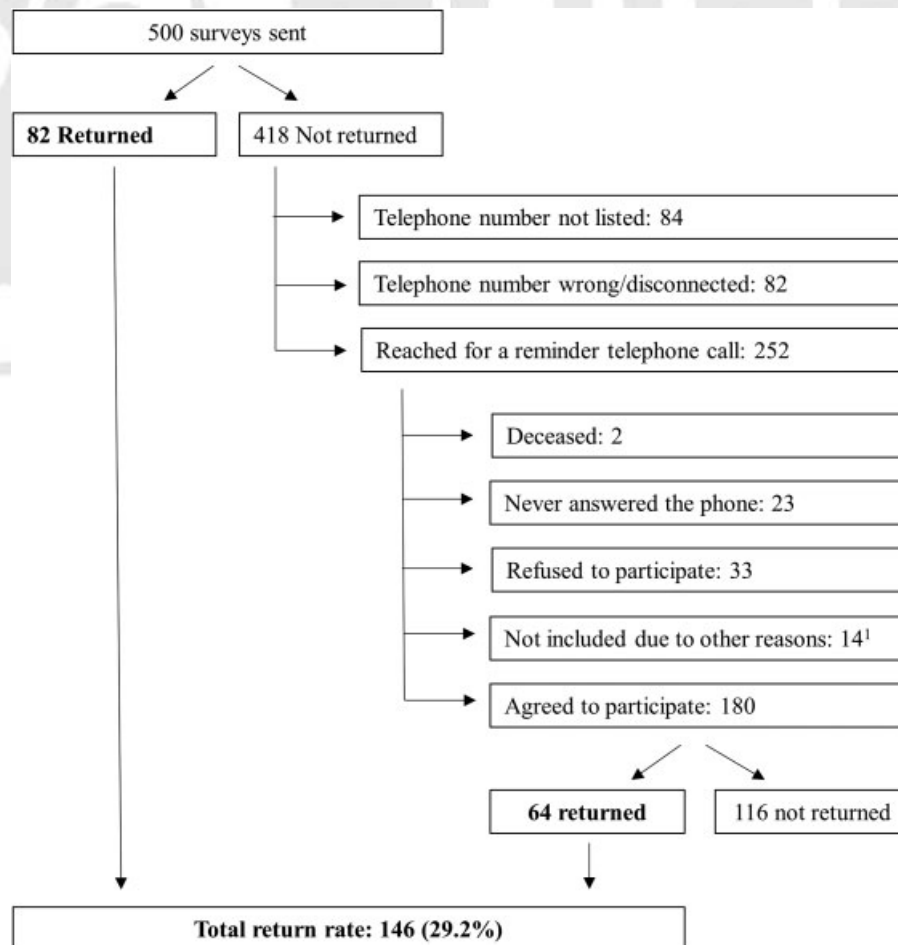 500 surveys sent
82 Returned
418 Not returned
Telephone number not listed: 84
Telephone number wrong/disconnected: 82
Reached for a reminder telephone call: 252
Deceased: 2
Never answered the phone: 23
Refused to participate: 33
Not included due to other reasons: 14¹
Agreed to participate: 180
64 returned
116 not returned
Total return rate: 146 (29.2%)